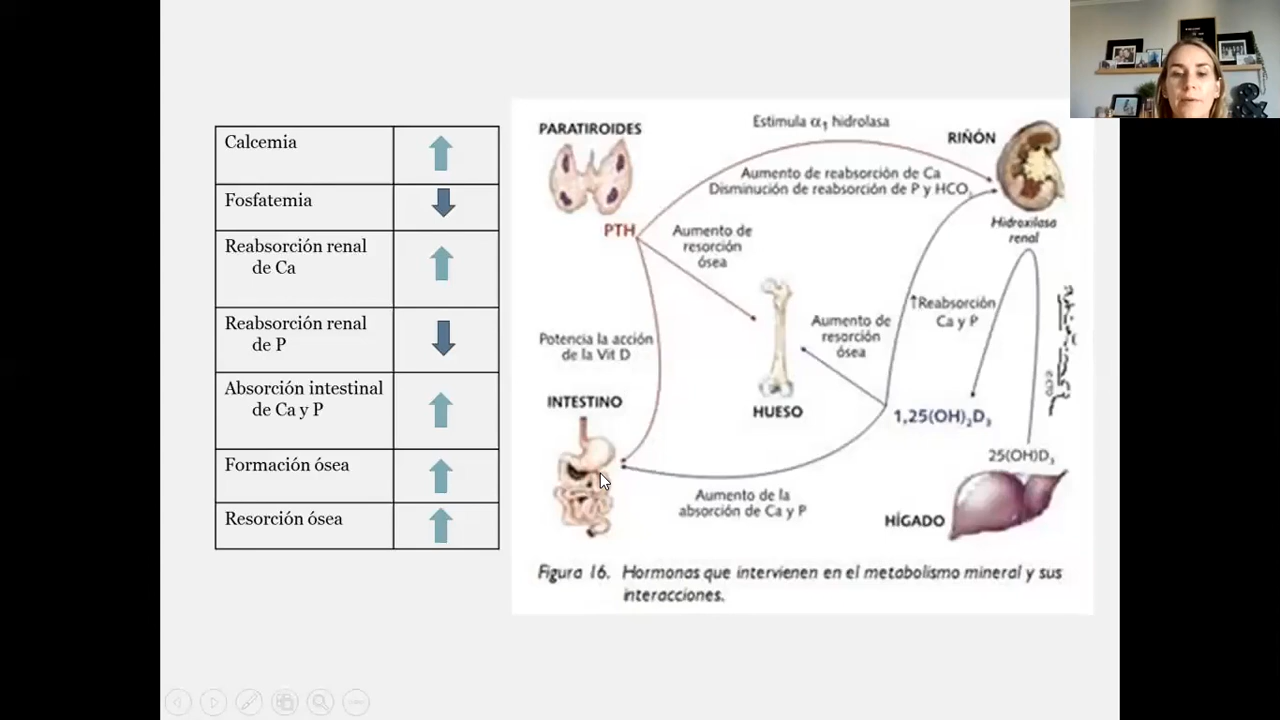 Calcemia
Fosfatemia
Reabsorción renal
de Ca
Reabsorción renal
de P
Absorción intestinal
de Ca y P
Formación ósea
Resorción ósea
PARATIROIDES
PTH
Estimula α₁ hidrolasa
Aumento de reabsorción de Ca
Disminución de reabsorción de P y HCO
RIÑÓN
Hidroxilasa
renal
Aumento de
resorción
ósea
Potencia la acción
de la Vit D
INTESTINO
HUESO
Aumento de
resorción
ósea
↑Reabsorción
Ca y P
1,25(OH)₂D₃
25(OH)D₃
HÍGADO
Aumento de la
absorción de Ca y P
Figura 16. Hormonas que intervienen en el metabolismo mineral y sus
interacciones.